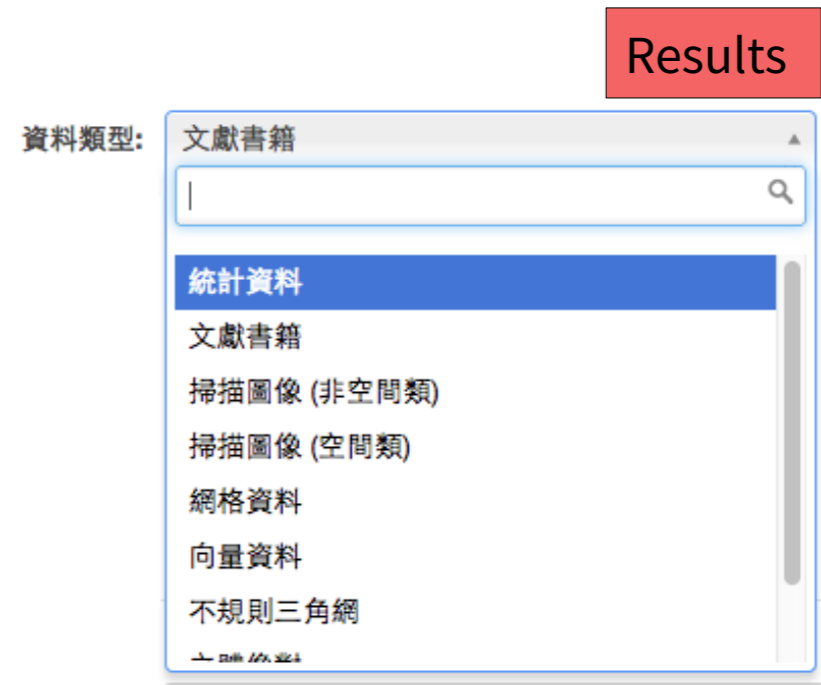 Results
資料類型:
文獻書籍
統計資料
文獻書籍
掃描圖像 (非空間類)
掃描圖像 (空間類)
網格資料
向量資料
不規則三角網